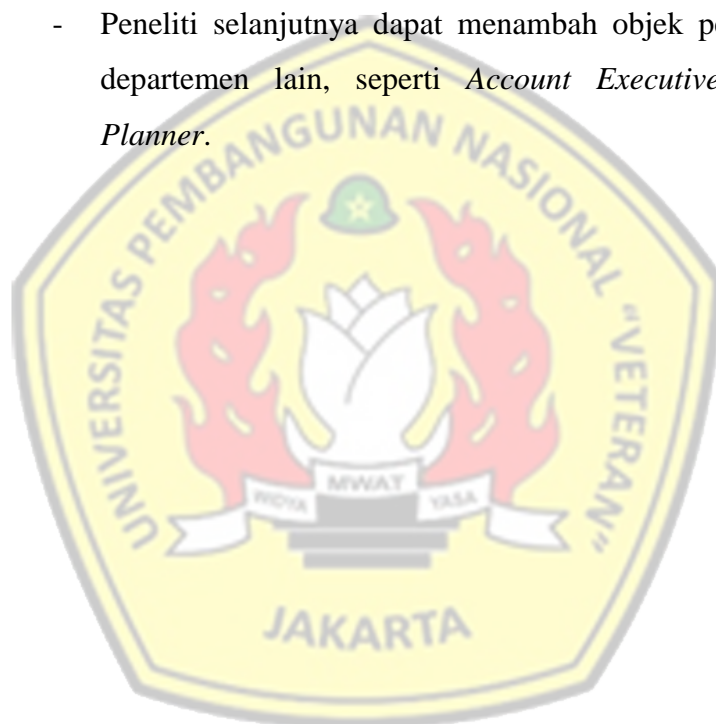 - Peneliti selanjutnya dapat menambah objek
departemen lain, seperti Account Executive
Planner.
UNIVERSITAS PEMBANGUNAN NASIONAL "VETERAN"
WIDYA MWAT YASA
JAKARTA